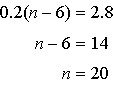 0.2(n − 6) = 2.8
n − 6 = 14
n = 20